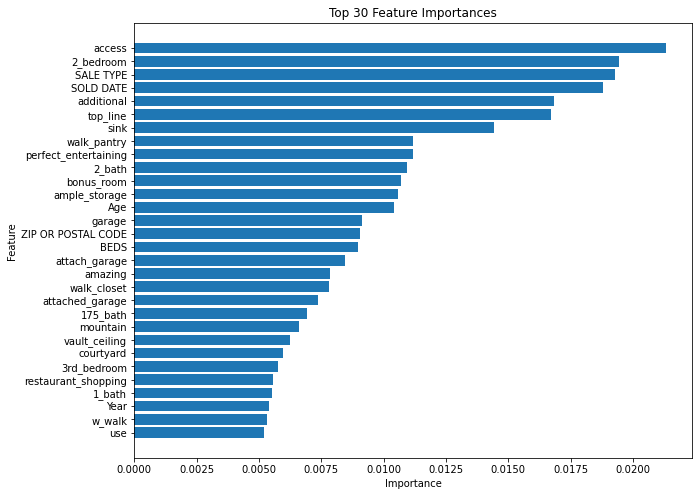 Top 30 Feature Importances
access
2_bedroom
SALE TYPE
SOLD DATE
additional
top_line
sink
walk_pantry
perfect_entertaining
2_bath
bonus_room
ample_storage
Age
garage
ZIP OR POSTAL CODE
BEDS
attach_garage
amazing
walk_closet
attached_garage
175_bath
mountain
vault_ceiling
courtyard
3rd_bedroom
restaurant_shopping
1_bath
Year
w_walk
use
Feature
0.0000 0.0025 0.0050 0.0075 0.0100 0.0125 0.0150 0.0175 0.0200
Importance